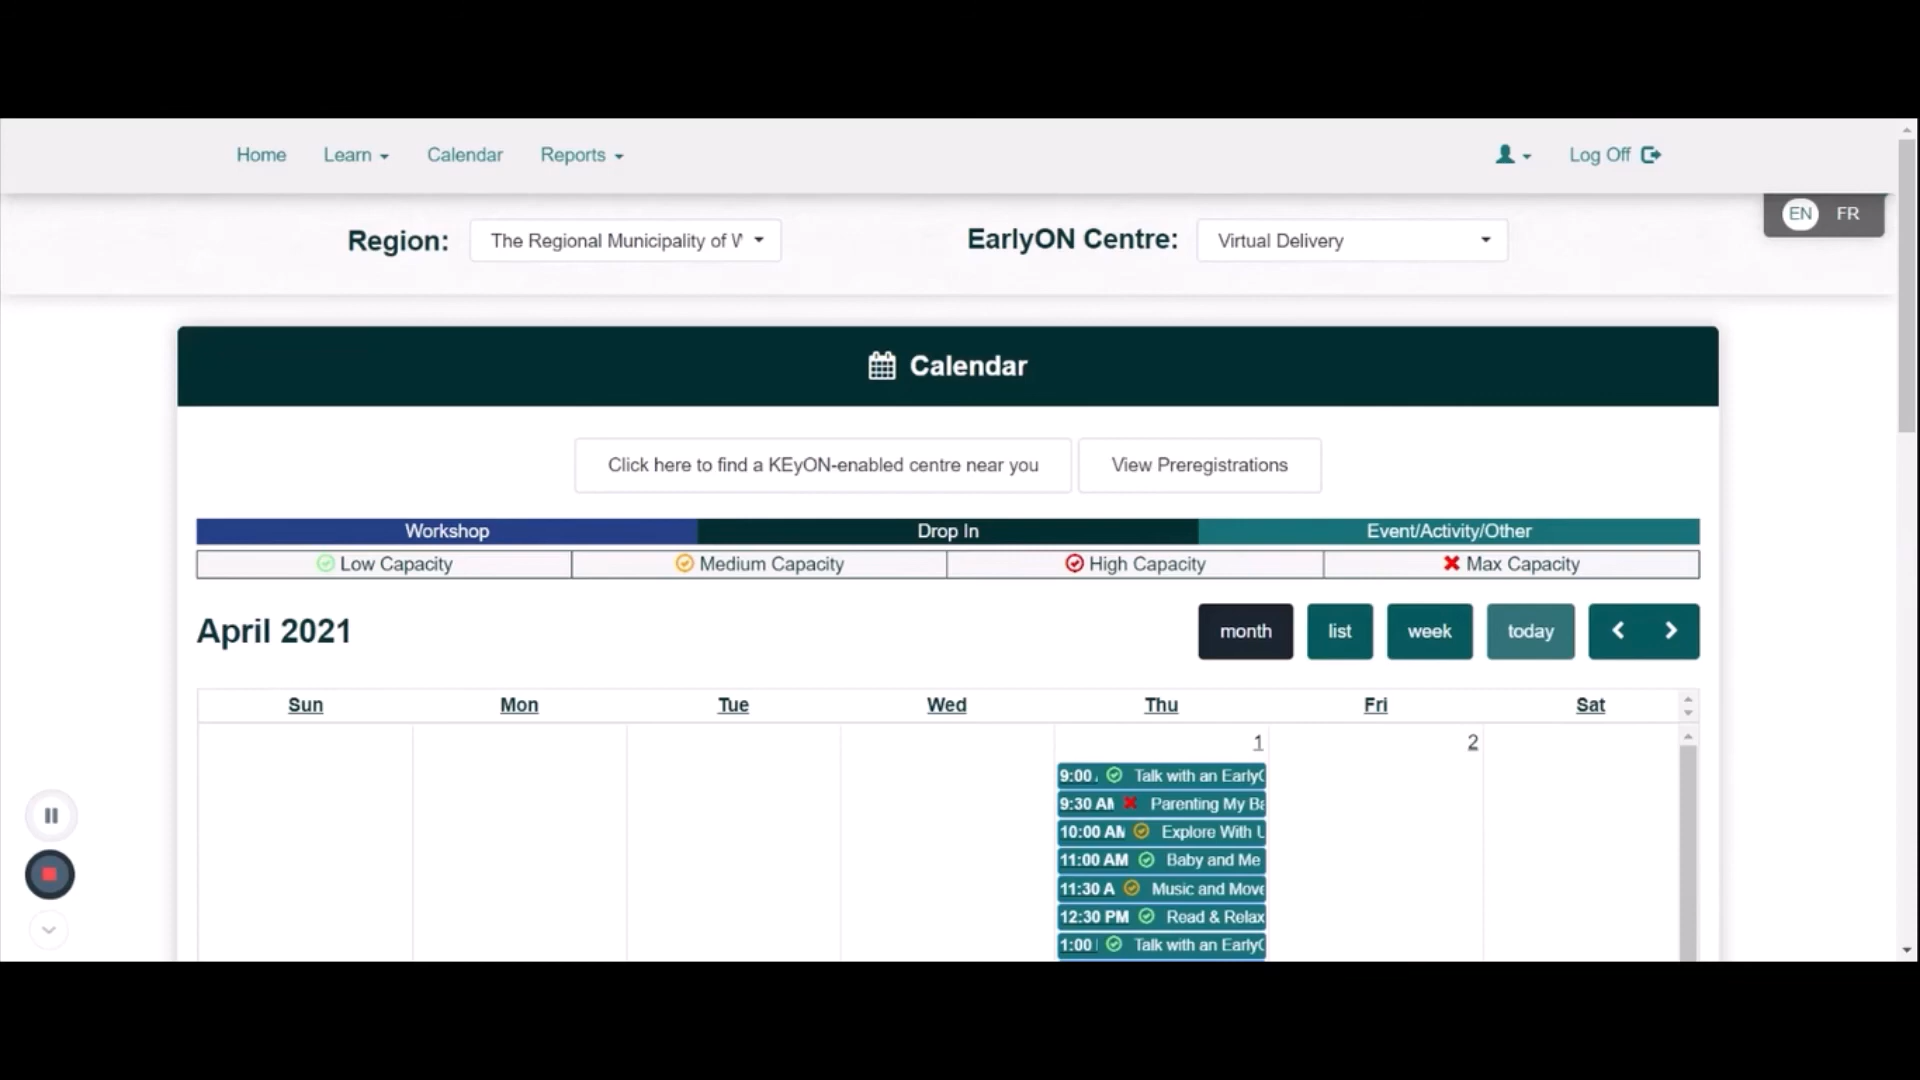 Home Learn Calendar Reports Log Off
EN FR
Region: The Regional Municipality of EarlyON Centre: Virtual Delivery
Calendar
Click here to find a KEyON-enabled centre near you View Preregistrations
Workshop Drop In Event/Activity/Other
Low Capacity Medium Capacity High Capacity Max Capacity
April 2021 month list week today
Sun Mon Tue Wed Thu Fri Sat
1 2
9:00 Talk with an Early
9:30 AM Parenting My
10:00 AM Explore With
11:00 AM Baby and Me
11:30 A Music and Move
12:30 PM Read & Relax
1:00 Talk with an Early